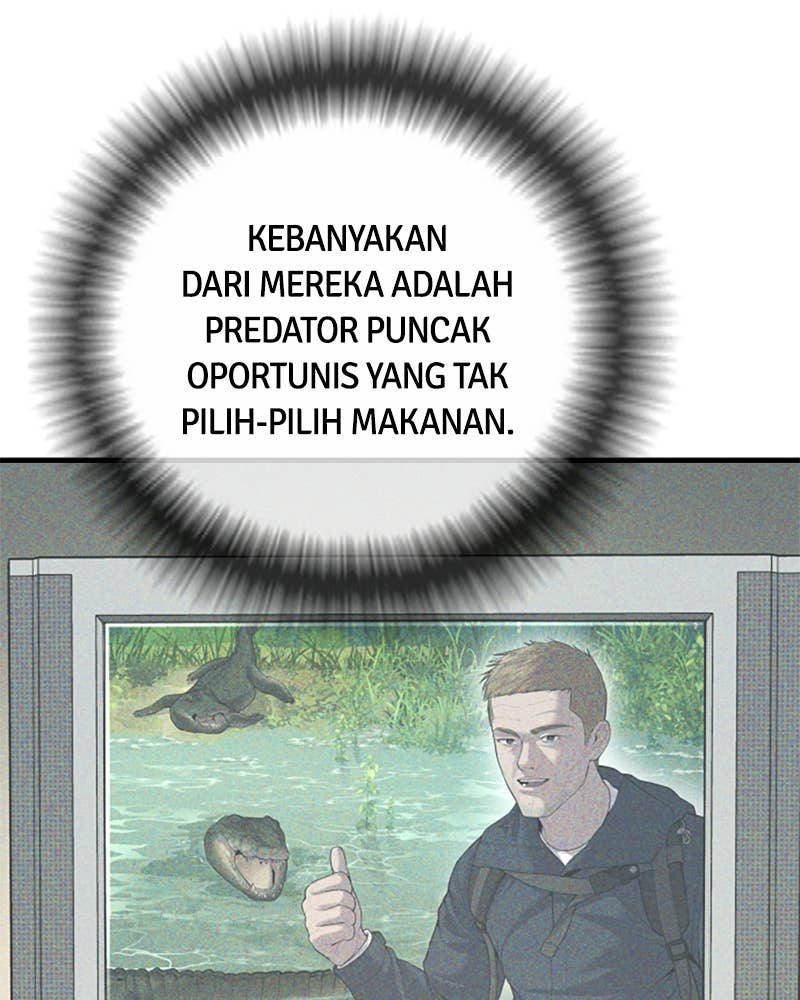 KEBANYAKAN
DARI MEREKA ADALAH
PREDATOR PUNCAK
OPORTUNIS YANG TAK
PILIH-PILIH MAKANAN.